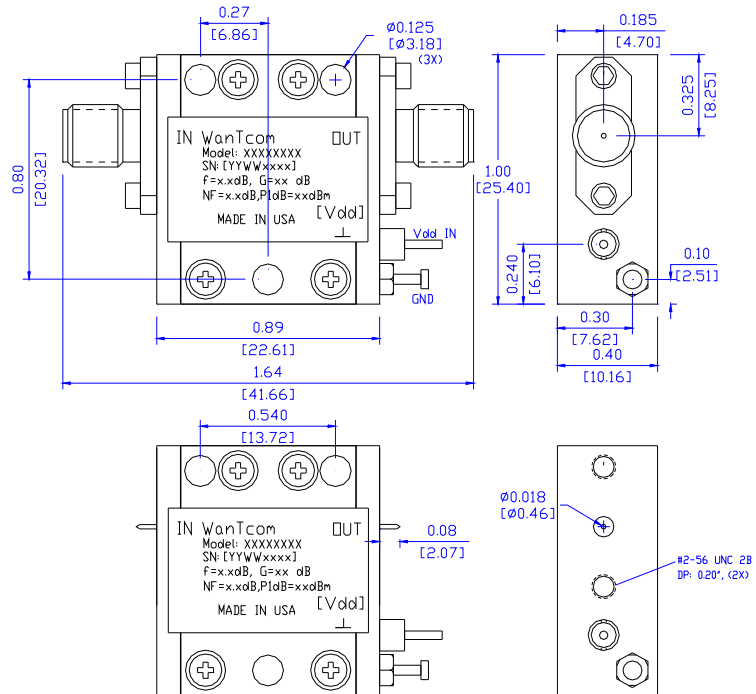 0.27
[6.86]
Ø0.125
[Ø3.18]
(3X)
0.185
[4.70]
0.325
[8.25]
0.80
[20.32]
IN WanTcom OUT
Model: XXXXXXXX
SN: [YYWWxxxx]
f=x.xdB, G=xx dB
NF=x.xdB,P1dB=xxdBm
MADE IN USA
[Vdd]
Vdd IN
GND
1.00
[25.40]
0.240
[6.10]
0.10
[2.51]
0.30
[7.62]
0.40
[10.16]
0.89
[22.61]
1.64
[41.66]
0.540
[13.72]
IN WanTcom OUT
Model: XXXXXXXX
SN: [YYWWxxxx]
f=x.xdB, G=xx dB
NF=x.xdB,P1dB=xxdBm
MADE IN USA
[Vdd]
0.08
[2.07]
Ø0.018
[Ø0.46]
#2-56 UNC 2B
DP: 0.20", (2X)